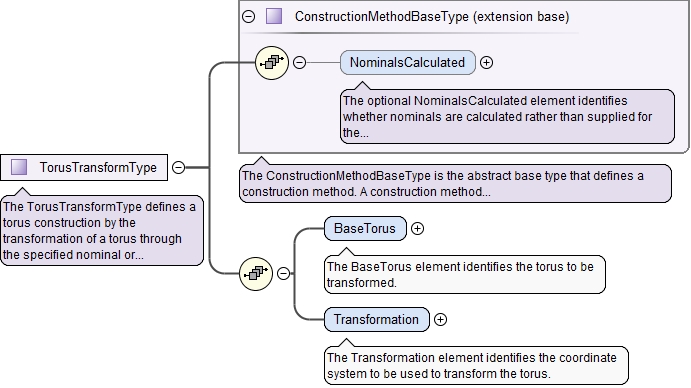 ConstructionMethodBaseType (extension base)
NominalsCalculated
The optional NominalsCalculated element identifies
whether nominals are calculated rather than supplied for
the...
TorusTransformType
The ConstructionMethodBaseType is the abstract base type that defines a
construction method. A construction method...
The TorusTransformType defines a
torus construction by the
transformation of a torus through
the specified nominal or...
BaseTorus
The BaseTorus element identifies the torus to be
transformed.
Transformation
The Transformation element identifies the coordinate
system to be used to transform the torus.